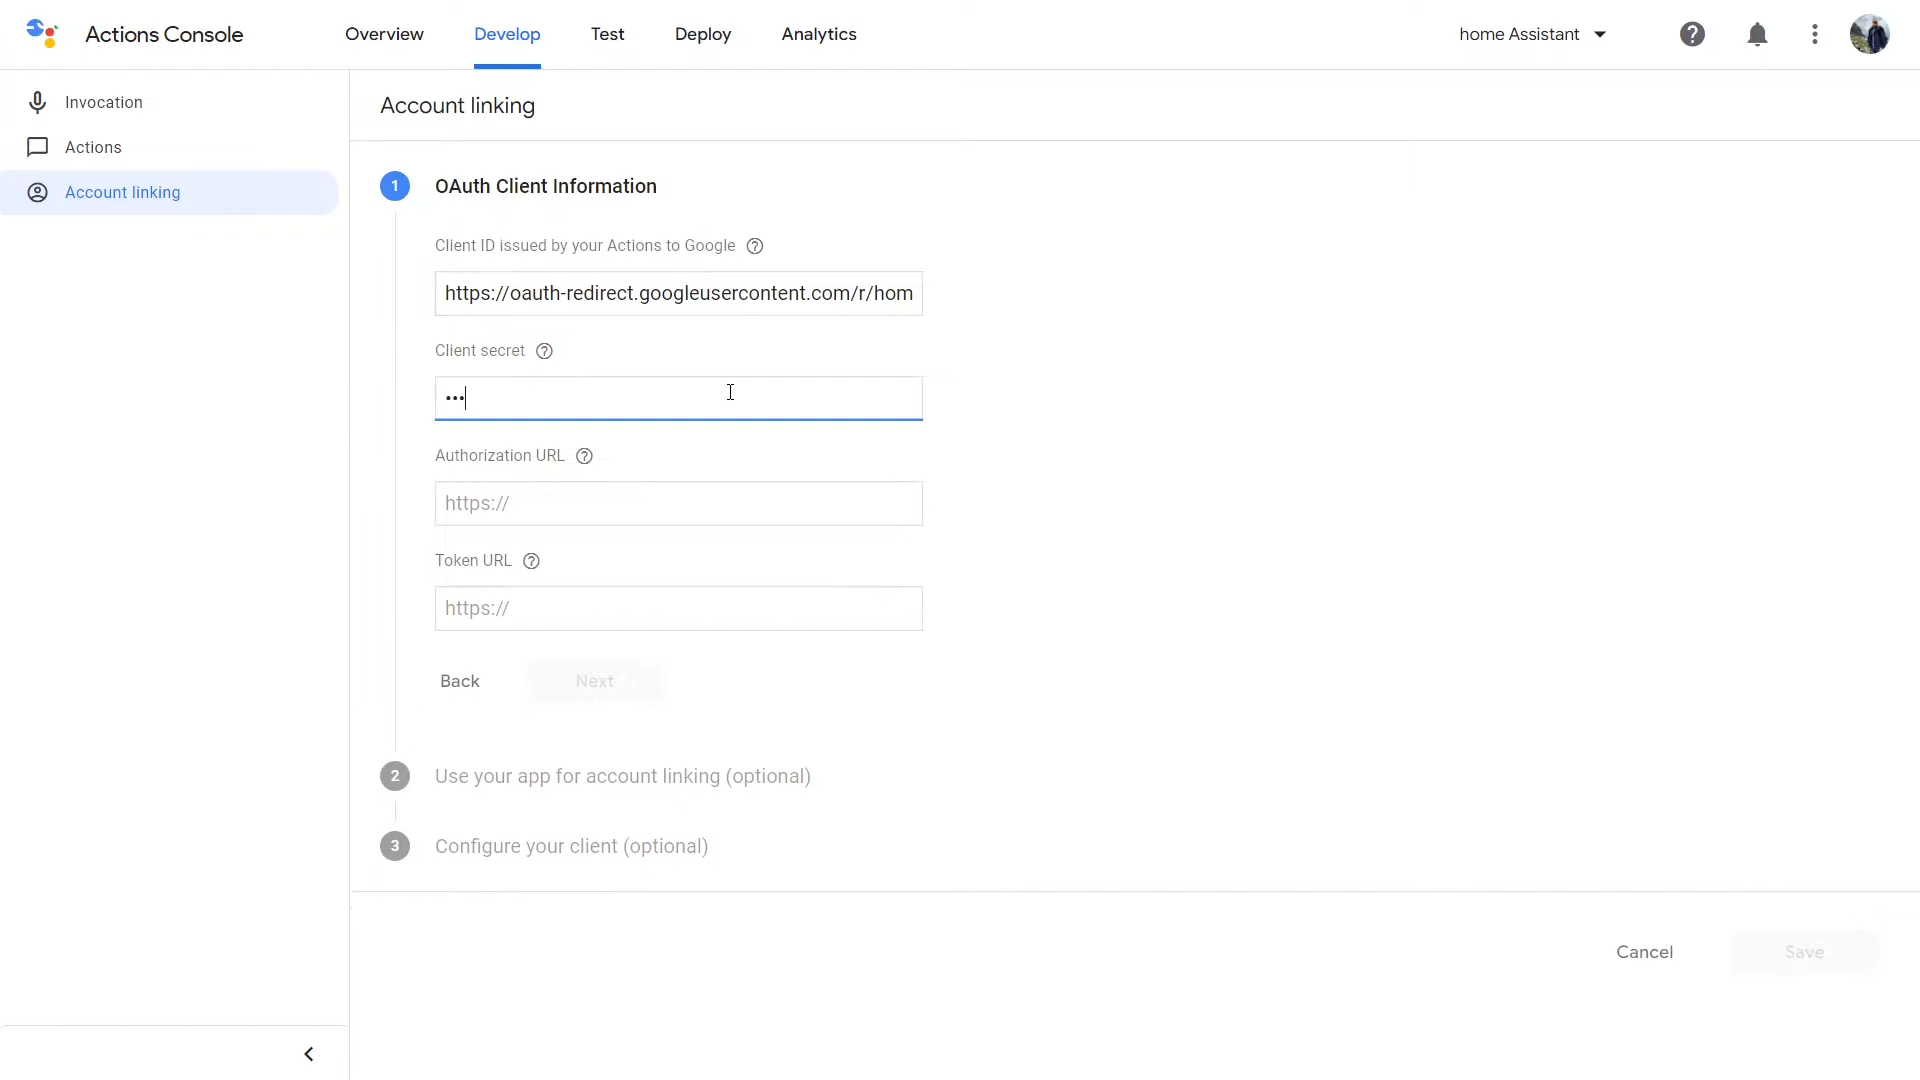 Actions Console
Overview
Develop
Test
Deploy
Analytics
home Assistant
Invocation
Actions
Account linking
Account linking
1
OAuth Client Information
Client ID issued by your Actions to Google
https://oauth-redirect.googleusercontent.com/r/hom
Client secret
•••
Authorization URL
https://
Token URL
https://
Back
Next
2
Use your app for account linking (optional)
3
Configure your client (optional)
Cancel
Save